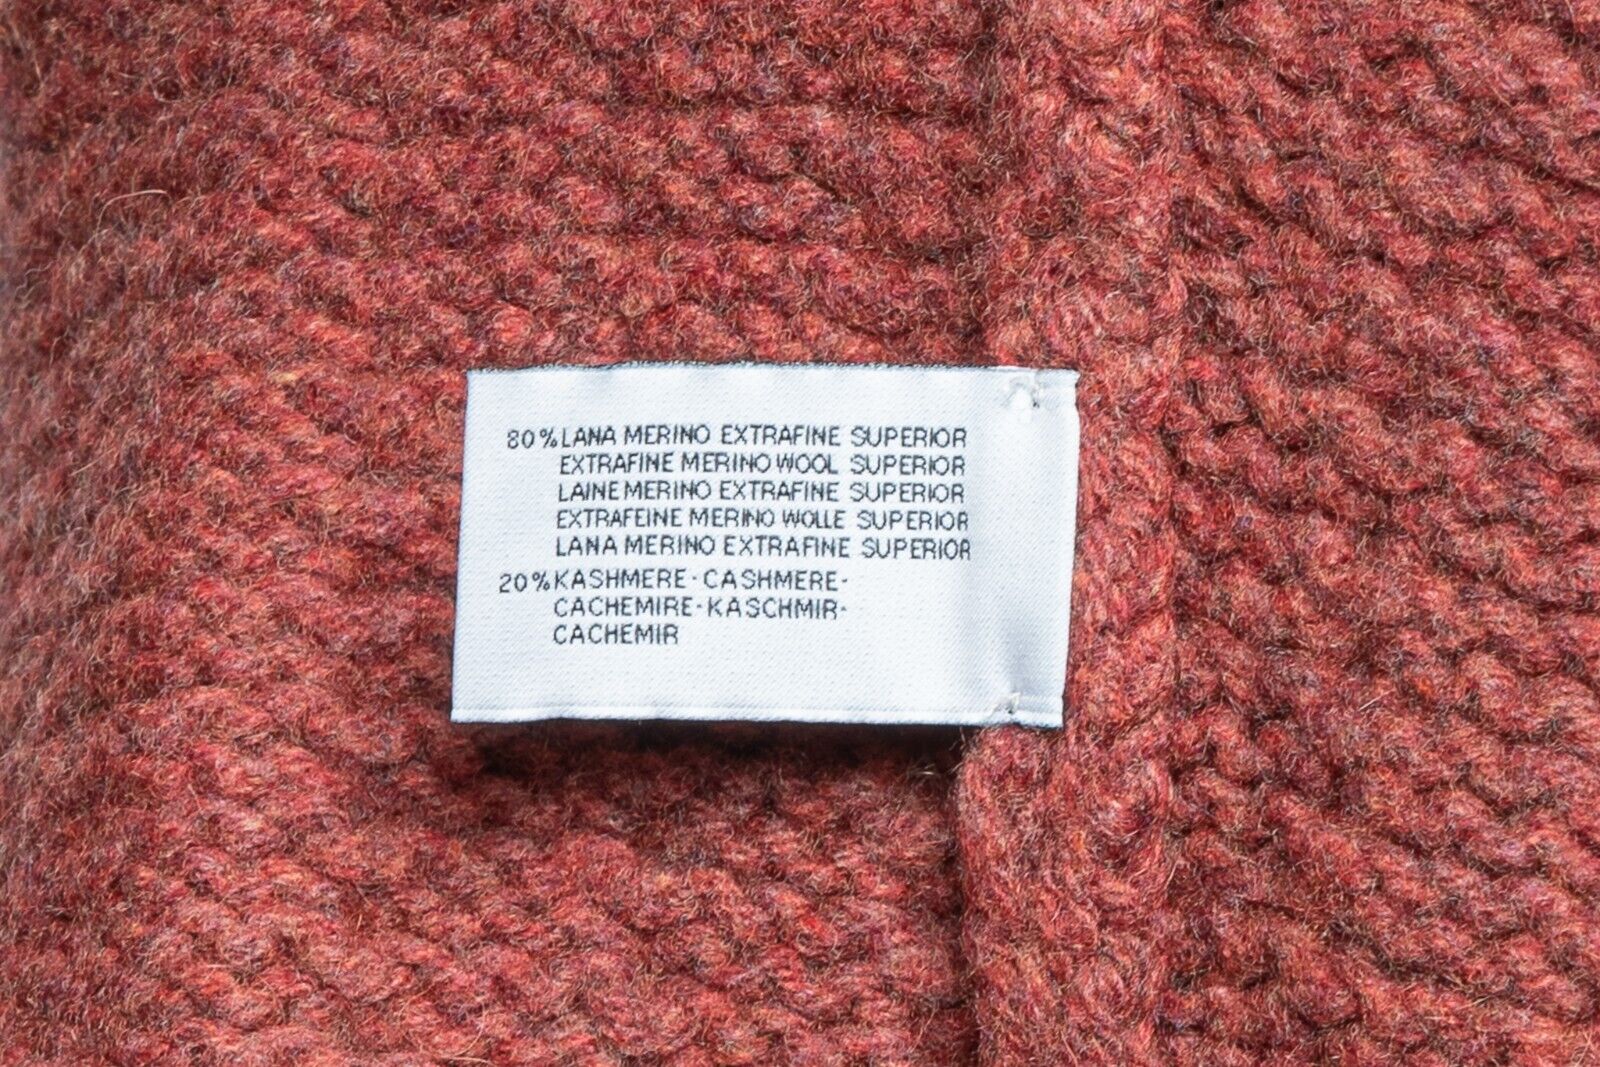 80% LANA MERINO EXTRAFINE SUPERIOR
EXTRAFINE MERINO WOOL SUPERIOR
LAINE MERINO EXTRAFINE SUPERIOR
EXTRAFEINE MERINO WOLLE SUPERIOR
LANA MERINO EXTRAFINE SUPERIOR
20% KASHMERE - CASHMERE -
CACHEMIRE - KASCHMIR -
CACHEMIR